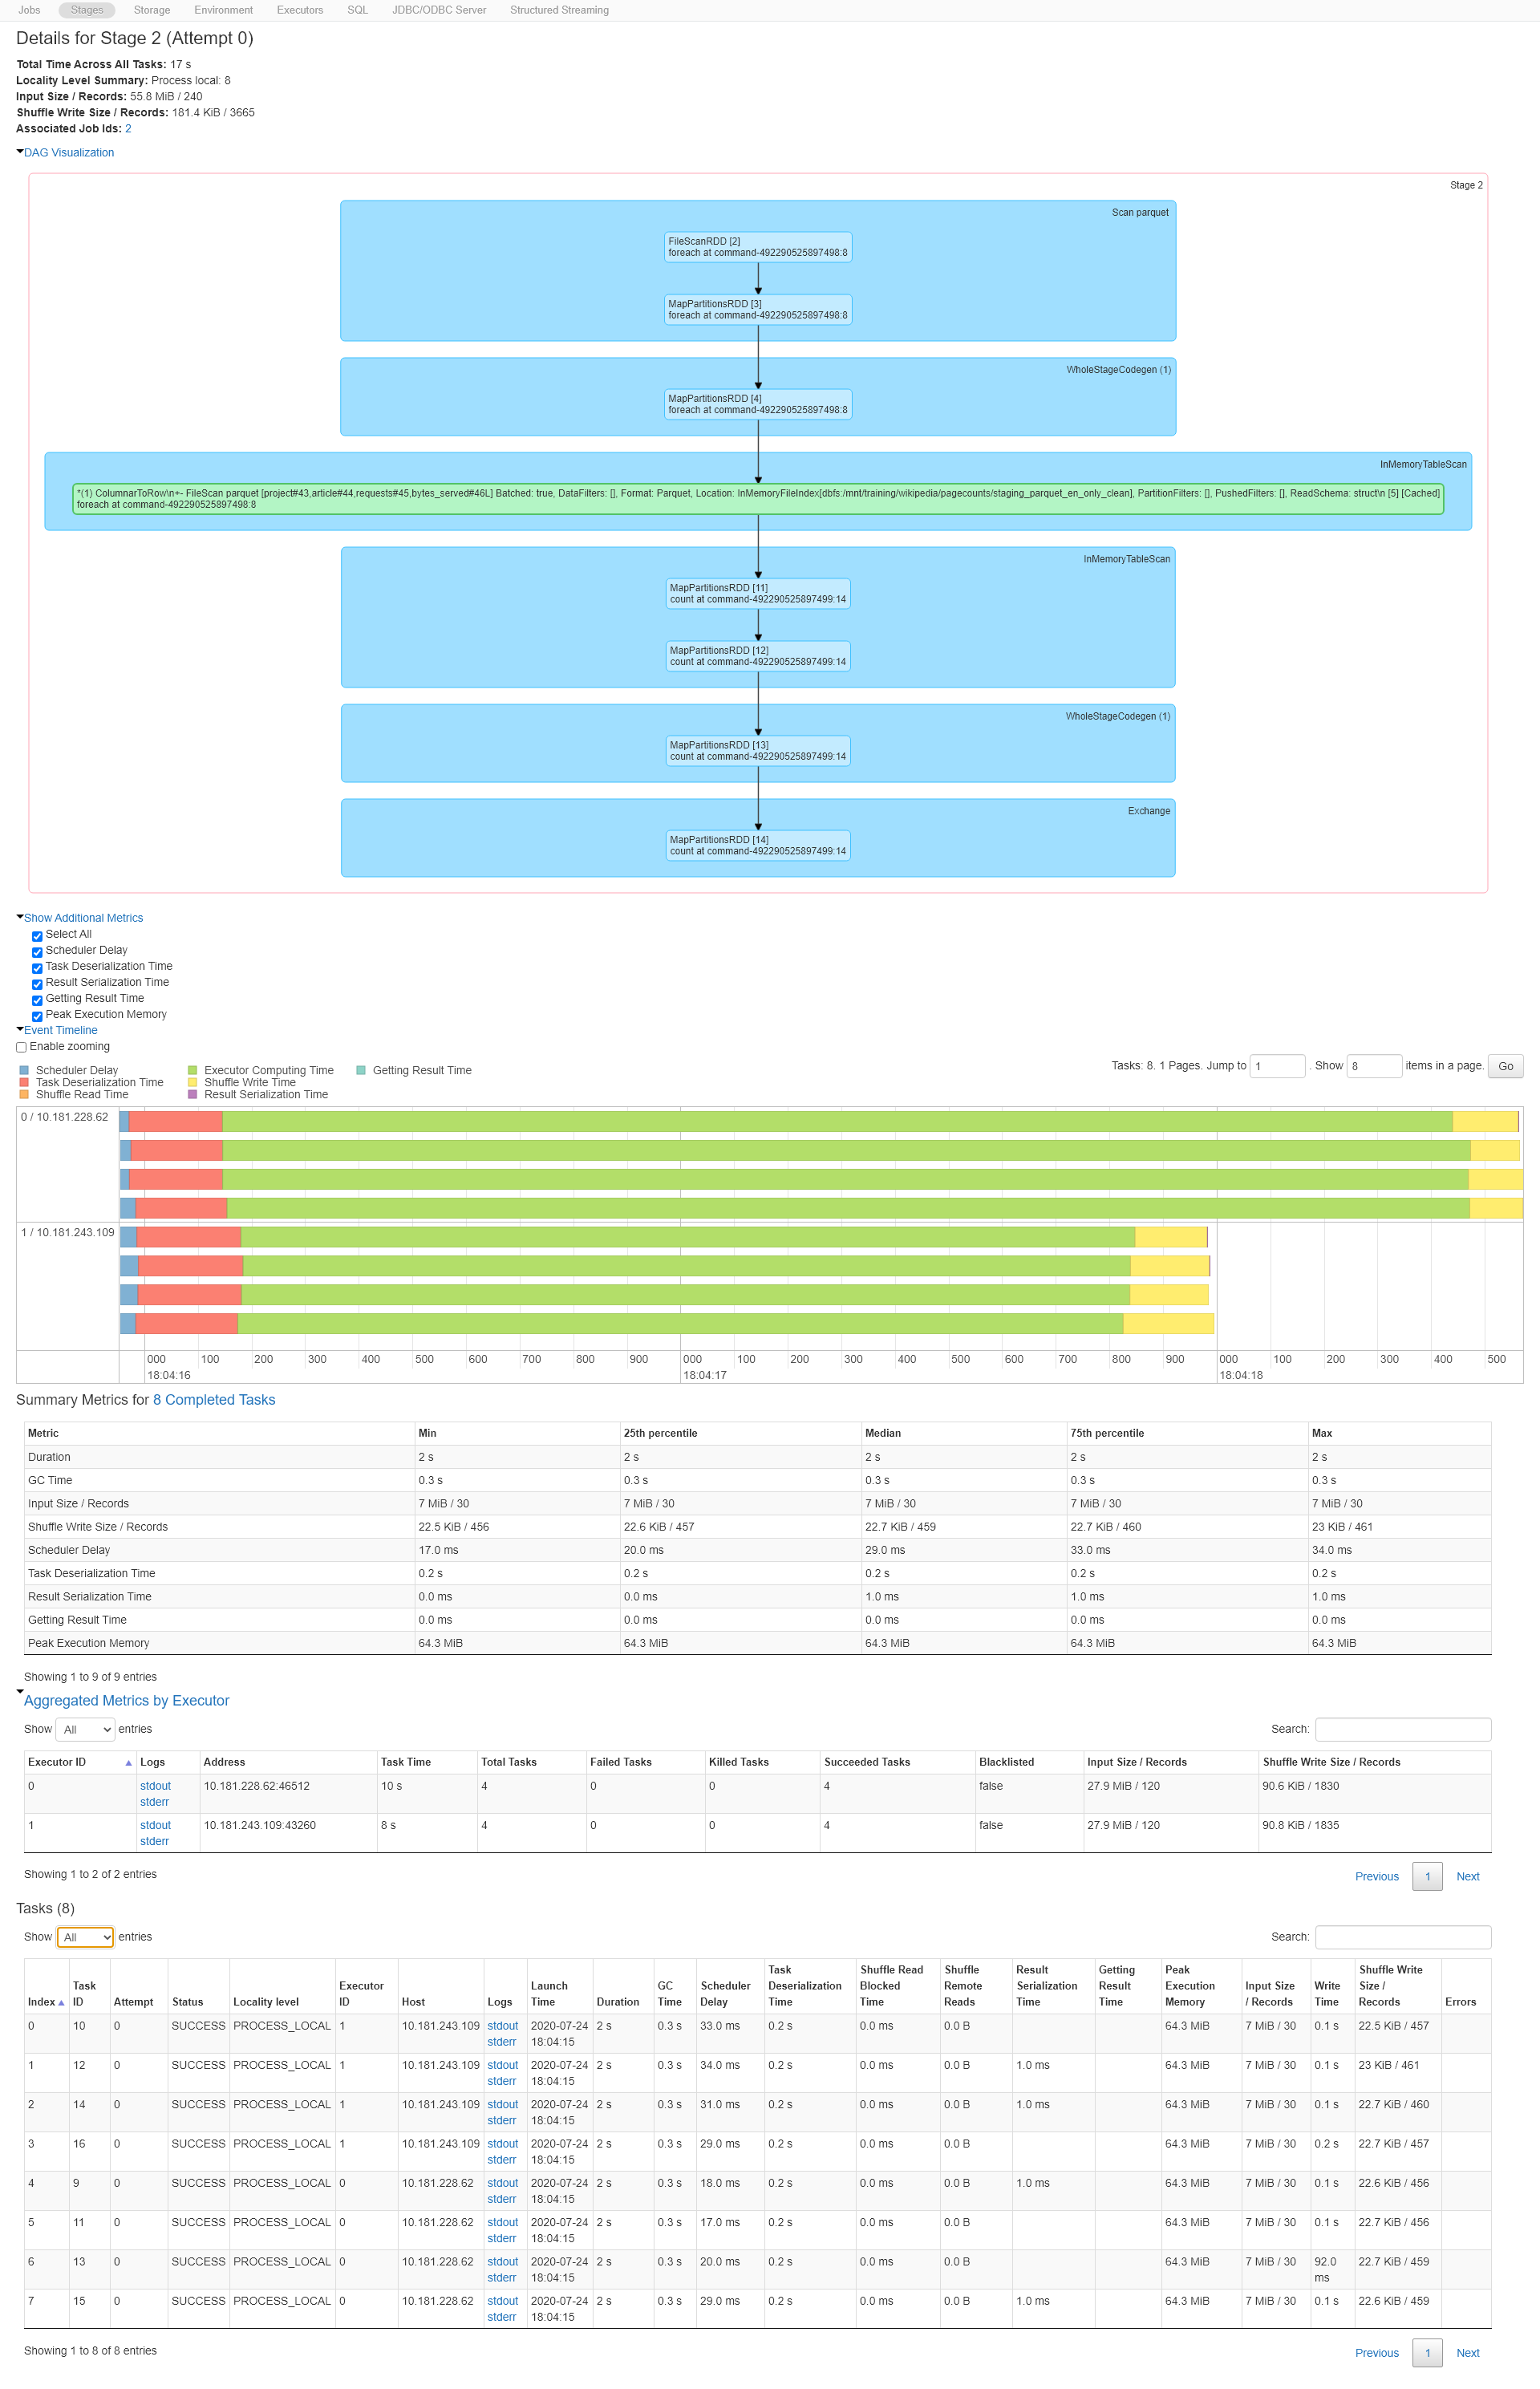 Jobs Stages Storage Environment Executors SQL JDBC/ODBC Server Structured Streaming
Details for Stage 2 (Attempt 0)
Total Time Across All Tasks: 17 s
Locality Level Summary: Process local: 8
Input Size / Records: 55.8 MiB / 240
Shuffle Write Size / Records: 181.4 KiB / 3665
Associated Job Ids: 2
DAG Visualization
Stage 2
Scan parquet
FileScanRDD [2]
foreach at command-492290525897498:8
MapPartitionsRDD [3]
foreach at command-492290525897498:8
WholeStageCodegen (1)
MapPartitionsRDD [4]
foreach at command-492290525897498:8
InMemoryTableScan
*(1) ColumnarToRow\n+- FileScan parquet [project#43,article#44,requests#45,bytes_served#46L] Batched: true, DataFilters: [], Format: Parquet, Location: InMemoryFileIndex[dbfs:/mnt/training/wikipedia/pagecounts/staging_parquet_en_only_clean], PartitionFilters: [], PushedFilters: [], ReadSchema: struct\n [5] [Cached]
foreach at command-492290525897498:8
InMemoryTableScan
MapPartitionsRDD [11]
count at command-492290525897499:14
MapPartitionsRDD [12]
count at command-492290525897499:14
WholeStageCodegen (1)
MapPartitionsRDD [13]
count at command-492290525897499:14
Exchange
MapPartitionsRDD [14]
count at command-492290525897499:14
Show Additional Metrics
Select All
Scheduler Delay
Task Deserialization Time
Result Serialization Time
Getting Result Time
Peak Execution Memory
Event Timeline
Enable zooming
Tasks: 8. 1 Pages. Jump to 1 . Show 8 items in a page. Go
Scheduler Delay Executor Computing Time Getting Result Time
Task Deserialization Time Shuffle Write Time
Shuffle Read Time Result Serialization Time
0 / 10.181.228.62
1 / 10.181.243.109
000 100 200 300 400 500 600 700 800 900 000 100 200 300 400 500 600 700 800 900 000 100 200 300 400 500
18:04:16 18:04:17 18:04:18
Summary Metrics for 8 Completed Tasks
Metric Min 25th percentile Median 75th percentile Max
Duration 2 s 2 s 2 s 2 s 2 s
GC Time 0.3 s 0.3 s 0.3 s 0.3 s 0.3 s
Input Size / Records 7 MiB / 30 7 MiB / 30 7 MiB / 30 7 MiB / 30 7 MiB / 30
Shuffle Write Size / Records 22.5 KiB / 456 22.6 KiB / 457 22.7 KiB / 459 22.7 KiB / 460 23 KiB / 461
Scheduler Delay 17.0 ms 20.0 ms 29.0 ms 33.0 ms 34.0 ms
Task Deserialization Time 0.2 s 0.2 s 0.2 s 0.2 s 0.2 s
Result Serialization Time 0.0 ms 0.0 ms 1.0 ms 1.0 ms 1.0 ms
Getting Result Time 0.0 ms 0.0 ms 0.0 ms 0.0 ms 0.0 ms
Peak Execution Memory 64.3 MiB 64.3 MiB 64.3 MiB 64.3 MiB 64.3 MiB
Showing 1 to 9 of 9 entries
Aggregated Metrics by Executor
Show All entries Search:
Executor ID Logs Address Task Time Total Tasks Failed Tasks Killed Tasks Succeeded Tasks Blacklisted Input Size / Records Shuffle Write Size / Records
0 stdout 10.181.228.62:46512 10 s 4 0 0 4 false 27.9 MiB / 120 90.6 KiB / 1830
stderr
1 stdout 10.181.243.109:43260 8 s 4 0 0 4 false 27.9 MiB / 120 90.8 KiB / 1835
stderr
Showing 1 to 2 of 2 entries Previous 1 Next
Tasks (8)
Show All entries Search:
Task Shuffle Read Shuffle Result Getting Peak Shuffle Write
Task Executor Launch GC Scheduler Deserialization Blocked Remote Serialization Result Execution Input Size Write Size /
Index ID Attempt Status Locality level ID Host Logs Time Duration Time Delay Time Time Reads Time Time Memory / Records Time Records Errors
0 10 0 SUCCESS PROCESS_LOCAL 1 10.181.243.109 stdout 2020-07-24 2 s 0.3 s 33.0 ms 0.2 s 0.0 ms 0.0 B 64.3 MiB 7 MiB / 30 0.1 s 22.5 KiB / 457
stderr 18:04:15
1 12 0 SUCCESS PROCESS_LOCAL 1 10.181.243.109 stdout 2020-07-24 2 s 0.3 s 34.0 ms 0.2 s 0.0 ms 0.0 B 1.0 ms 64.3 MiB 7 MiB / 30 0.1 s 23 KiB / 461
stderr 18:04:15
2 14 0 SUCCESS PROCESS_LOCAL 1 10.181.243.109 stdout 2020-07-24 2 s 0.3 s 31.0 ms 0.2 s 0.0 ms 0.0 B 1.0 ms 64.3 MiB 7 MiB / 30 0.1 s 22.7 KiB / 460
stderr 18:04:15
3 16 0 SUCCESS PROCESS_LOCAL 1 10.181.243.109 stdout 2020-07-24 2 s 0.3 s 29.0 ms 0.2 s 0.0 ms 0.0 B 64.3 MiB 7 MiB / 30 0.2 s 22.7 KiB / 457
stderr 18:04:15
4 9 0 SUCCESS PROCESS_LOCAL 0 10.181.228.62 stdout 2020-07-24 2 s 0.3 s 18.0 ms 0.2 s 0.0 ms 0.0 B 1.0 ms 64.3 MiB 7 MiB / 30 0.1 s 22.6 KiB / 456
stderr 18:04:15
5 11 0 SUCCESS PROCESS_LOCAL 0 10.181.228.62 stdout 2020-07-24 2 s 0.3 s 17.0 ms 0.2 s 0.0 ms 0.0 B 64.3 MiB 7 MiB / 30 0.1 s 22.7 KiB / 456
stderr 18:04:15
6 13 0 SUCCESS PROCESS_LOCAL 0 10.181.228.62 stdout 2020-07-24 2 s 0.3 s 20.0 ms 0.2 s 0.0 ms 0.0 B 64.3 MiB 7 MiB / 30 92.0 22.7 KiB / 459
stderr 18:04:15 ms
7 15 0 SUCCESS PROCESS_LOCAL 0 10.181.228.62 stdout 2020-07-24 2 s 0.3 s 29.0 ms 0.2 s 0.0 ms 0.0 B 1.0 ms 64.3 MiB 7 MiB / 30 0.1 s 22.6 KiB / 459
stderr 18:04:15
Showing 1 to 8 of 8 entries Previous 1 Next